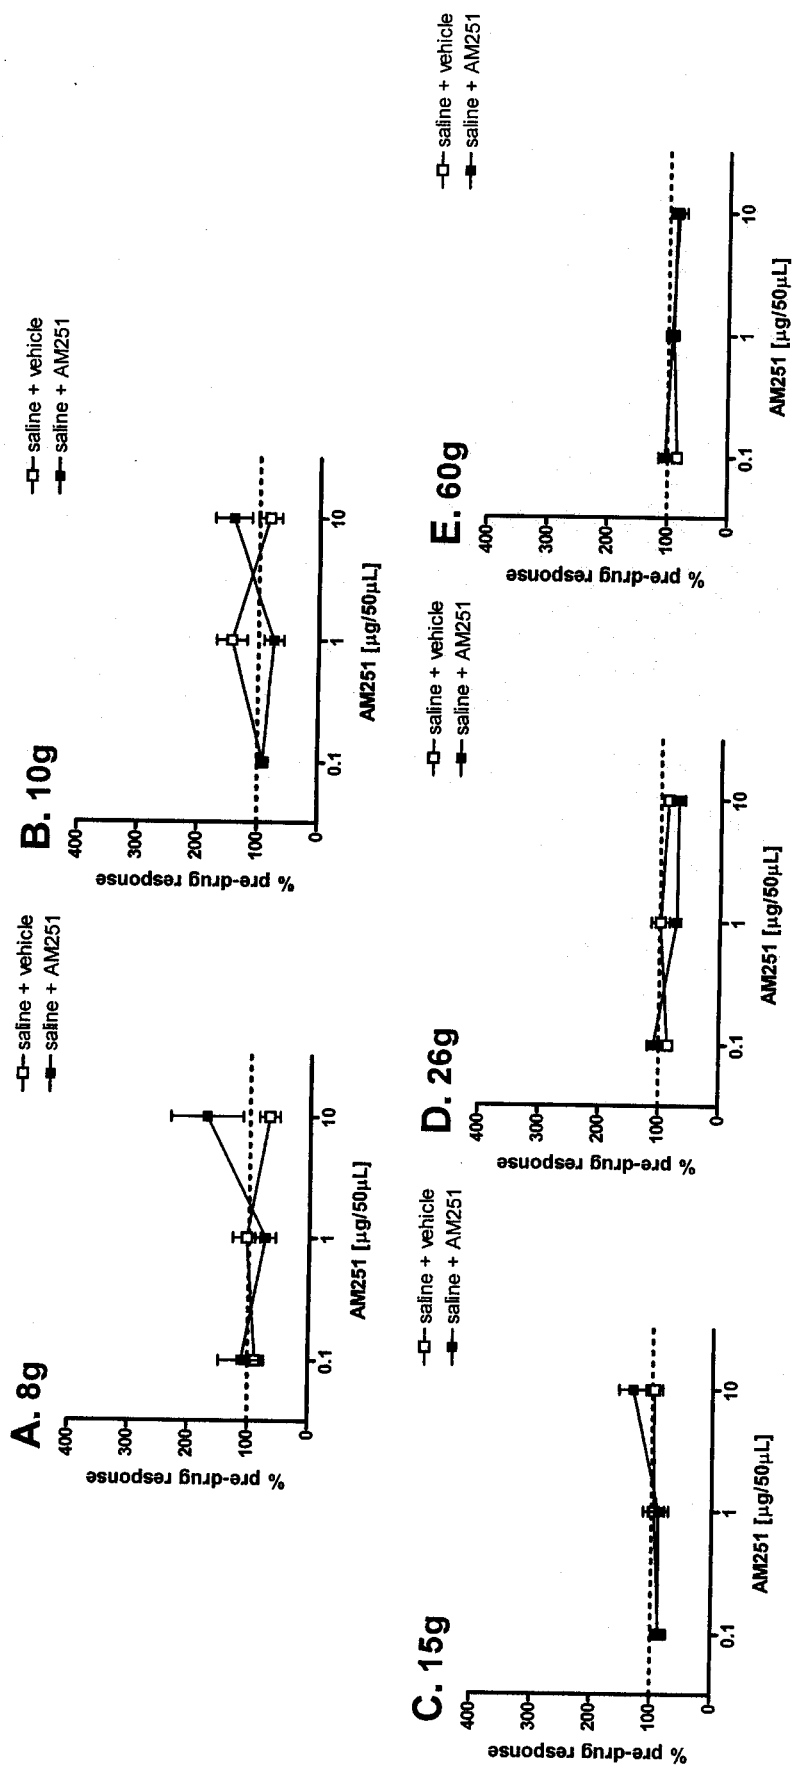 A. 8g
saline + vehicle
saline + AM251
400
300
200
100
0
% pre-drug response
0.1
1
10
AM251 [µg/50µL]
B. 10g
saline + vehicle
saline + AM251
400
300
200
100
0
% pre-drug response
0.1
1
10
AM251 [µg/50µL]
C. 15g
saline + vehicle
saline + AM251
400
300
200
100
0
% pre-drug response
0.1
1
10
AM251 [µg/50µL]
D. 26g
saline + vehicle
saline + AM251
400
300
200
100
0
% pre-drug response
0.1
1
10
AM251 [µg/50µL]
E. 60g
saline + vehicle
saline + AM251
400
300
200
100
0
% pre-drug response
0.1
1
10
AM251 [µg/50µL]